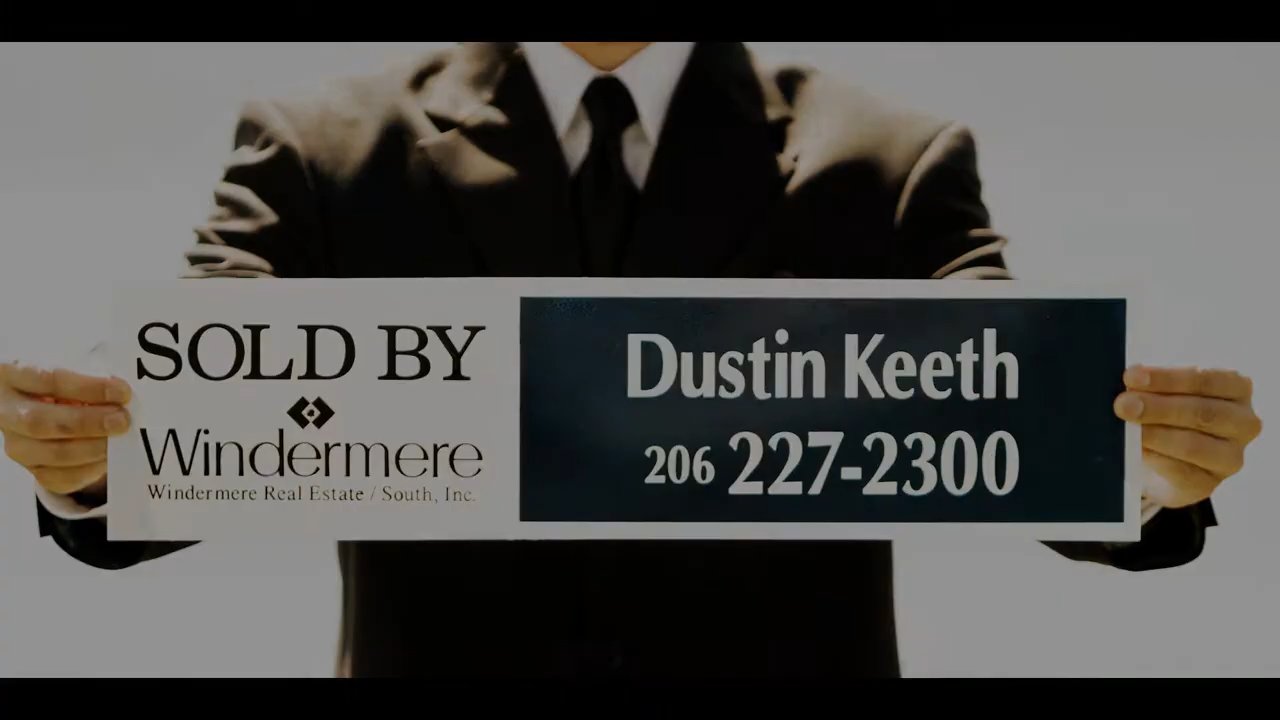 SOLD BY
Windermere
Windermere Real Estate / South, Inc.
Dustin Keeth
206 227-2300